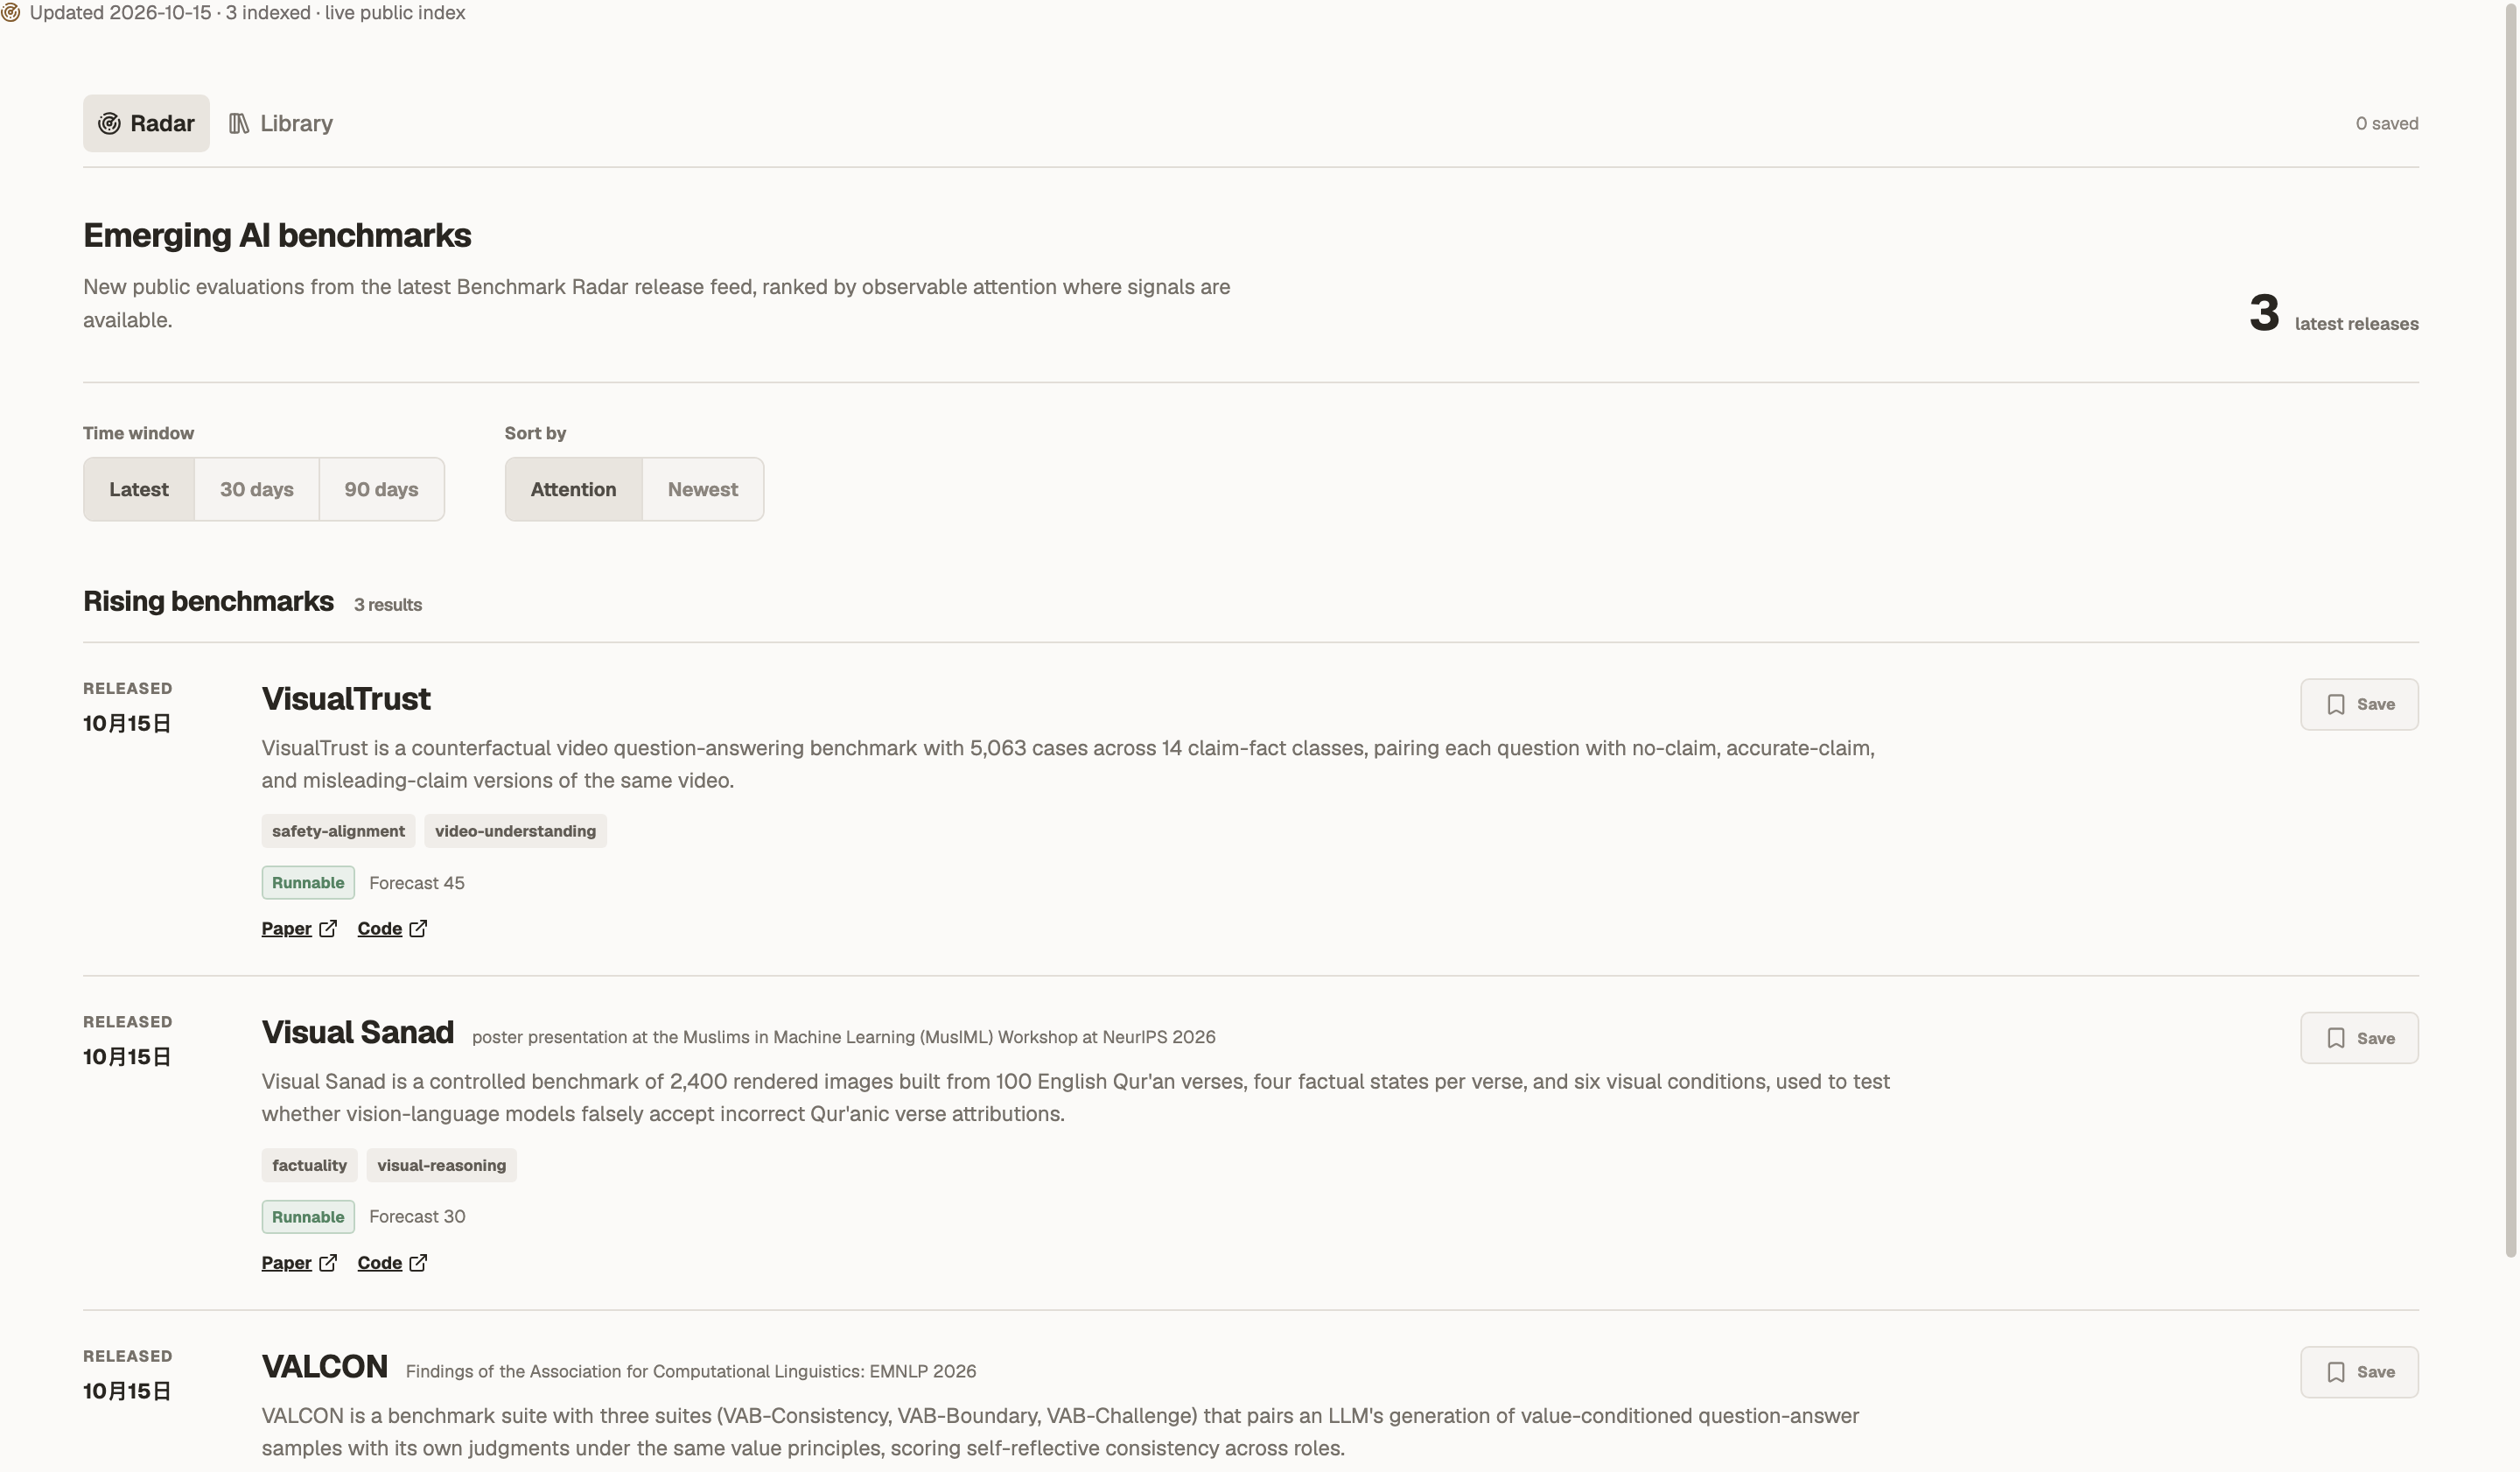 Updated 2026-10-15 · 3 indexed · live public index
Radar
Library
0 saved
Emerging AI benchmarks
New public evaluations from the latest Benchmark Radar release feed, ranked by observable attention where signals are
available.
3 latest releases
Time window
Sort by
Latest
30 days
90 days
Attention
Newest
Rising benchmarks 3 results
RELEASED
10月15日
VisualTrust
Save
VisualTrust is a counterfactual video question-answering benchmark with 5,063 cases across 14 claim-fact classes, pairing each question with no-claim, accurate-claim,
and misleading-claim versions of the same video.
safety-alignment video-understanding
Runnable Forecast 45
Paper Code
RELEASED
10月15日
Visual Sanad poster presentation at the Muslims in Machine Learning (MusIML) Workshop at NeurIPS 2026
Save
Visual Sanad is a controlled benchmark of 2,400 rendered images built from 100 English Qur'an verses, four factual states per verse, and six visual conditions, used to test
whether vision-language models falsely accept incorrect Qur'anic verse attributions.
factuality visual-reasoning
Runnable Forecast 30
Paper Code
RELEASED
10月15日
VALCON Findings of the Association for Computational Linguistics: EMNLP 2026
Save
VALCON is a benchmark suite with three suites (VAB-Consistency, VAB-Boundary, VAB-Challenge) that pairs an LLM's generation of value-conditioned question-answer
samples with its own judgments under the same value principles, scoring self-reflective consistency across roles.